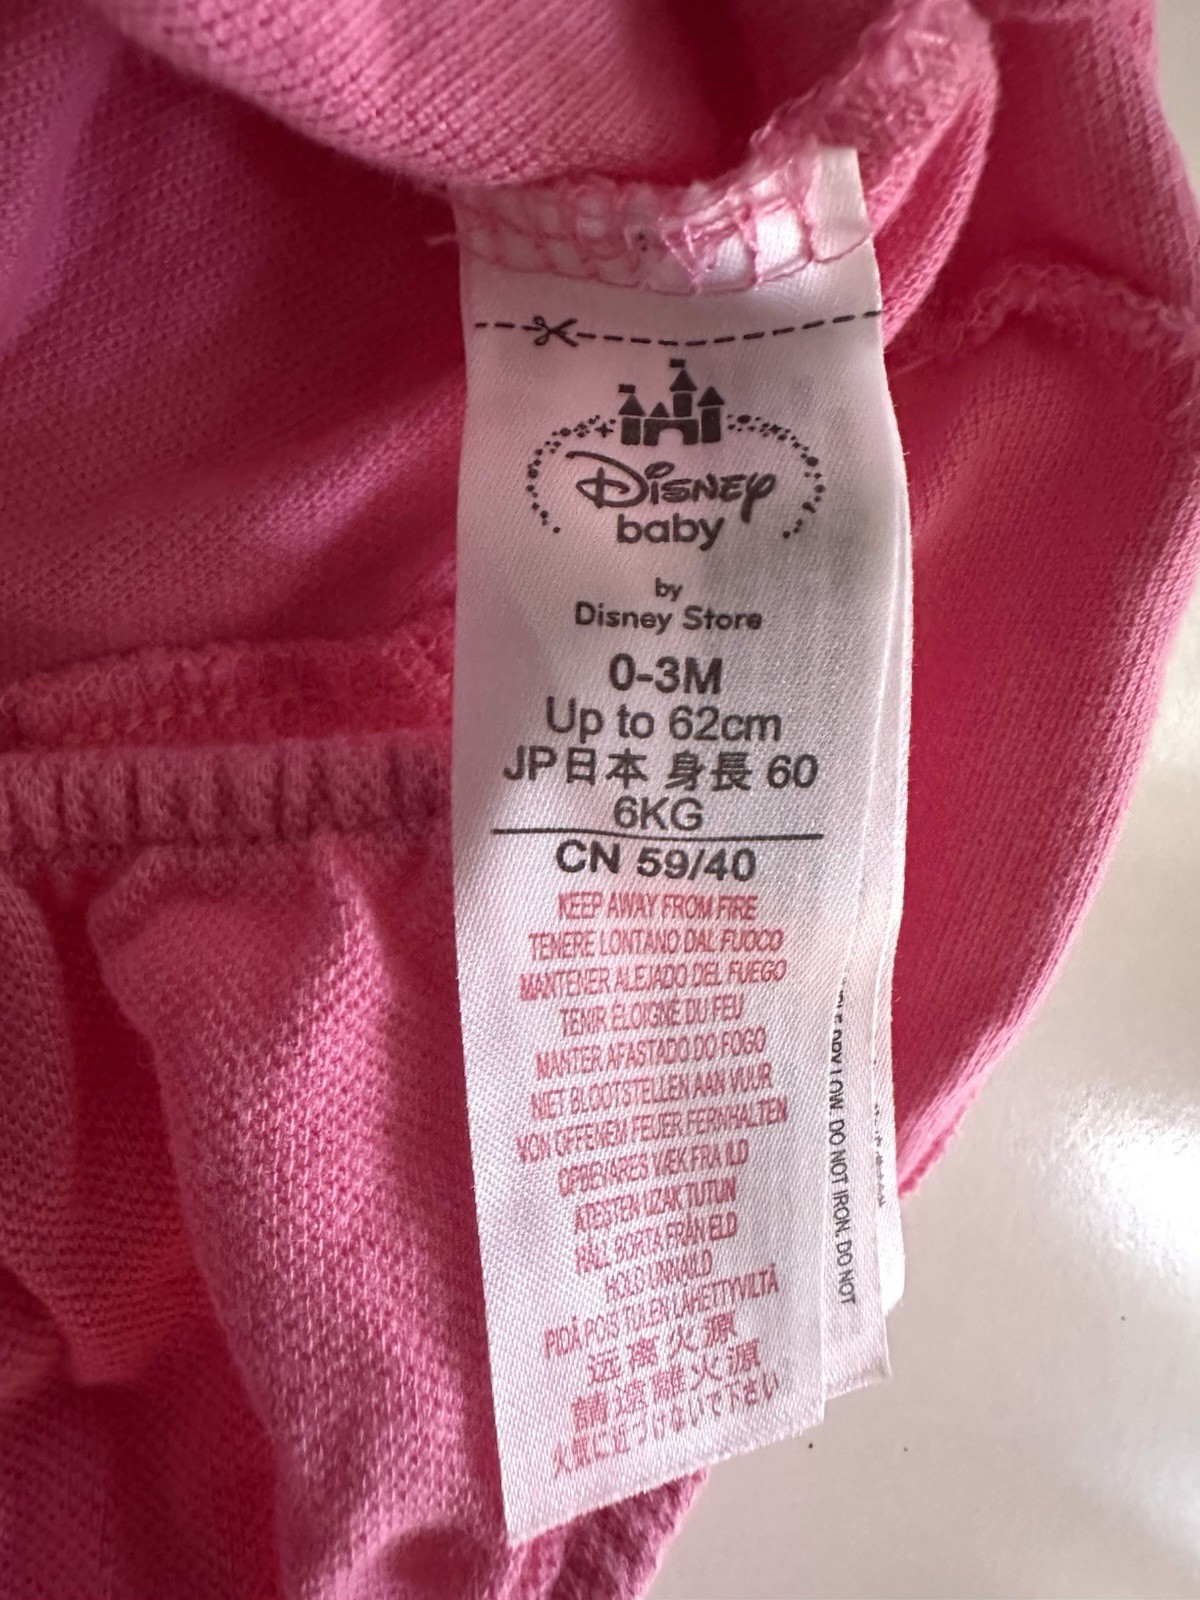 Disney
baby
by
Disney Store
0-3M
Up to 62cm
JP日本 身長 60
6KG
CN 59/40
KEEP AWAY FROM FIRE
TENERE LONTANO DAL FUOCO
MANTENER ALEJADO DEL FUEGO
TENIR ÉLOIGNÉ DU FEU
MANTER AFASTADO DO FOGO
NIET BLOOTSTELLEN AAN VUUR
VON OFFENEM FEUER FERNHALTEN
OPBEVARES VÆK FRA ILD
ATEŞTEN UZAK TUTUN
HÅLL BORTA FRÅN ELD
HOLD UNNA ILD
PIDÄ POIS TULEN LÄHETTYVILTÄ
远离火源
請遠離火源
火気に近づけないで下さい
DRY LOW. DO NOT IRON. DO NOT